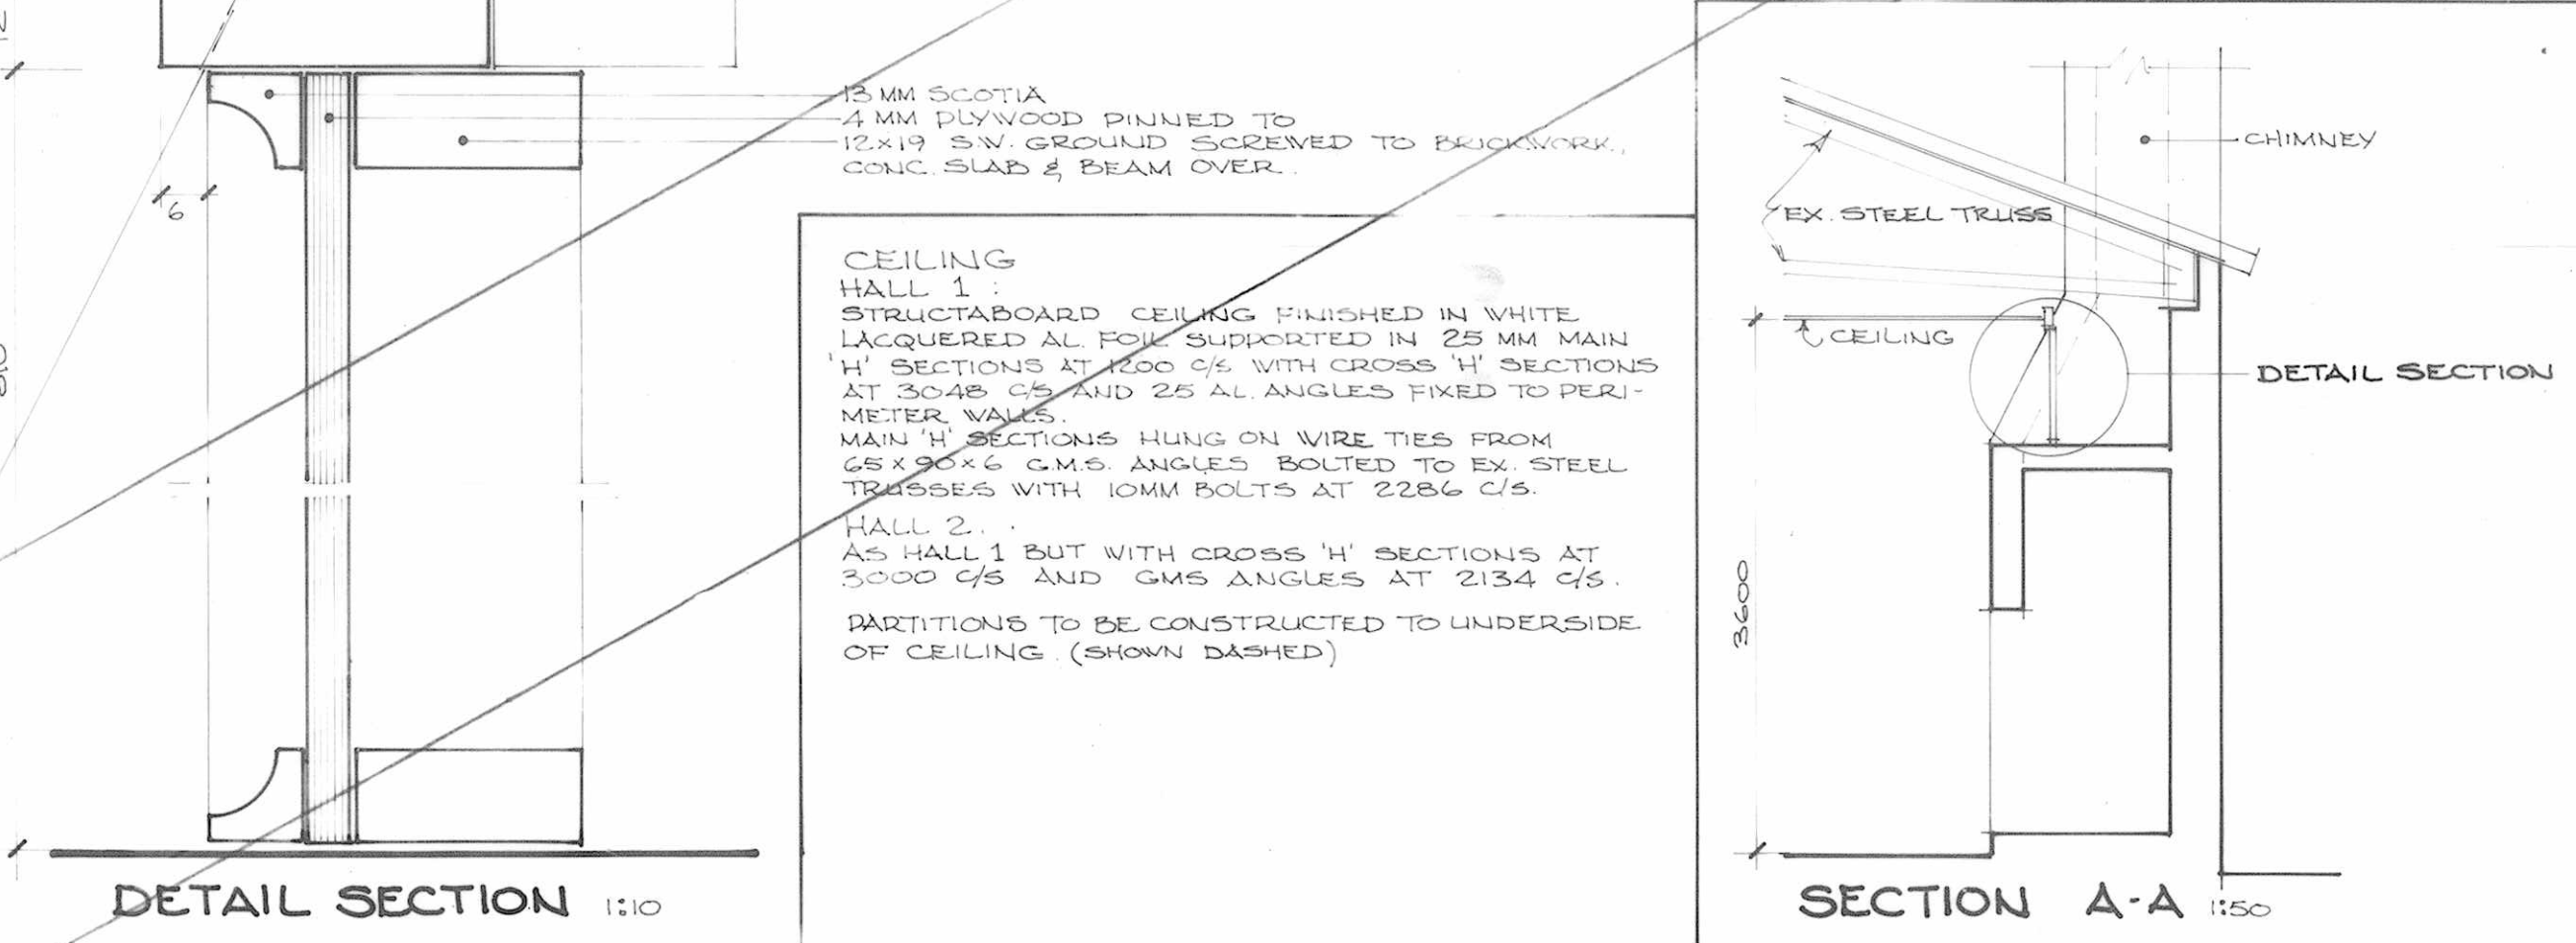 13 MM SCOTIA
4 MM PLYWOOD PINNED TO
12x19 S.W. GROUND SCREWED TO BRICKWORK,
CONC. SLAB & BEAM OVER.
6
CEILING
HALL 1 :
STRUCTABOARD CEILING FINISHED IN WHITE
LACQUERED AL. FOIL SUPPORTED IN 25 MM MAIN
'H' SECTIONS AT 1200 C/S WITH CROSS 'H' SECTIONS
AT 3048 C/S AND 25 AL. ANGLES FIXED TO PERI-
METER WALLS.
MAIN 'H' SECTIONS HUNG ON WIRE TIES FROM
65 x 90 x 6 G.M.S. ANGLES BOLTED TO EX. STEEL
TRUSSES WITH 10MM BOLTS AT 2286 C/S.
HALL 2. .
AS HALL 1 BUT WITH CROSS 'H' SECTIONS AT
3000 C/S AND GMS ANGLES AT 2134 C/S.
PARTITIONS TO BE CONSTRUCTED TO UNDERSIDE
OF CEILING. (SHOWN DASHED)
DETAIL SECTION 1:10
CHIMNEY
EX. STEEL TRUSS
CEILING
DETAIL SECTION
3600
SECTION A-A 1:50